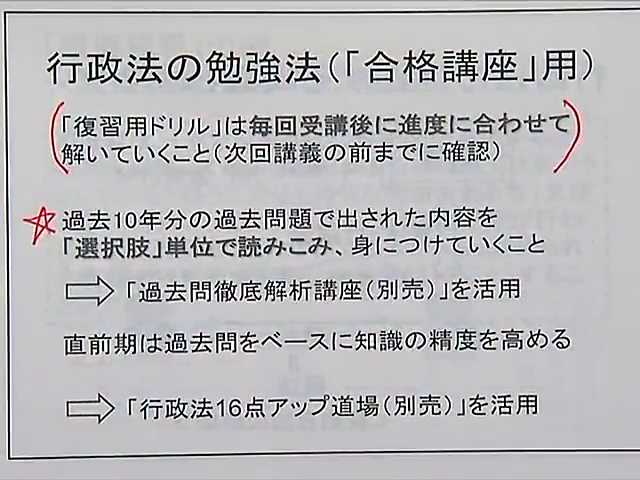 行政法の勉強法(「合格講座」用)
「復習用ドリル」は毎回受講後に進度に合わせて
解いていくこと(次回講義の前までに確認)
過去10年分の過去問題で出された内容を
「選択肢」単位で読みこみ、身につけていくこと
「過去問徹底解析講座(別売)」を活用
直前期は過去問をベースに知識の精度を高める
「行政法16点アップ道場(別売)」を活用